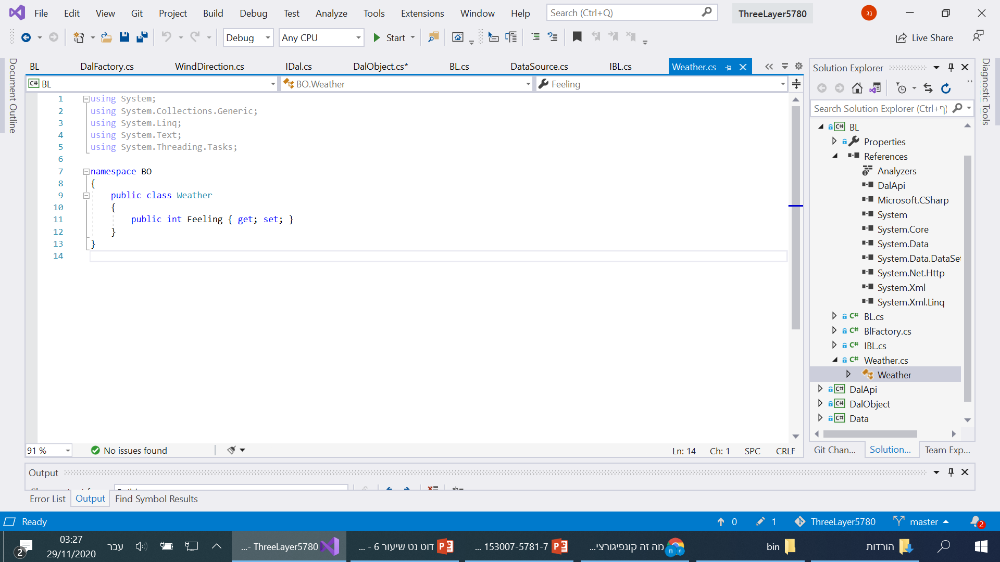 File Edit View Git Project Build Debug Test Analyze Tools Extensions Window Help Search (Ctrl+Q) ThreeLayer5780 נג
Debug Any CPU Start Live Share
Document Outline
BL DalFactory.cs WindDirection.cs IDal.cs DalObject.cs* BL.cs DataSource.cs IBL.cs Weather.cs
C# BL BO.Weather Feeling
1 using System;
2 using System.Collections.Generic;
3 using System.Linq;
4 using System.Text;
5 using System.Threading.Tasks;
6
7 namespace BO
8 {
9 public class Weather
10 {
11 public int Feeling { get; set; }
12 }
13 }
14
91 % No issues found Ln: 14 Ch: 1 SPC CRLF
Solution Explorer
Search Solution Explorer (Ctrl+ף)
C# BL
Properties
References
Analyzers
DalApi
Microsoft.CSharp
System
System.Core
System.Data
System.Data.DataSe
System.Net.Http
System.Xml
System.Xml.Linq
C# BL.cs
C# BlFactory.cs
C# IBL.cs
C# Weather.cs
Weather
C# DalApi
C# DalObject
C# Data
Git Chan... Solution... Team Exp...
Diagnostic Tools
Output
Error List Output Find Symbol Results
Ready 0 1 ThreeLayer5780 master 2
2 03:27 עבר ...- ThreeLayer5780 דוט נט שיעור 6 - ... 153007-5781-7 ... מה זה קונפיגורצי... bin הורדות
29/11/2020